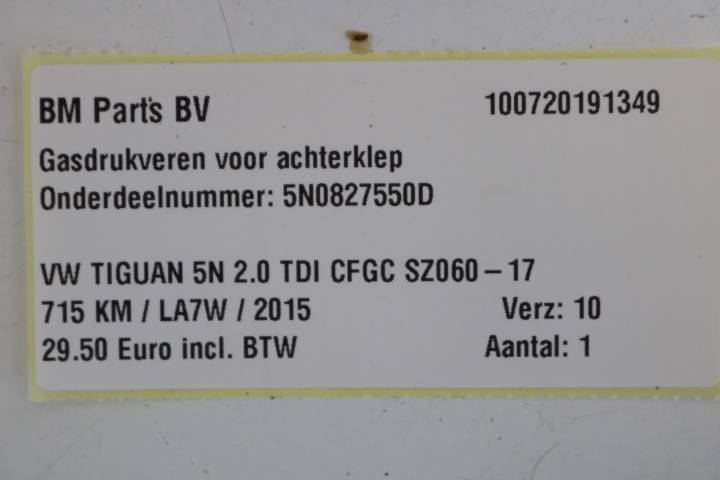 BM Parts BV 100720191349
Gasdrukveren voor achterklep
Onderdeelnummer: 5N0827550D
VW TIGUAN 5N 2.0 TDI CFGC SZ060-17
715 KM / LA7W / 2015 Verz: 10
29.50 Euro incl. BTW Aantal: 1